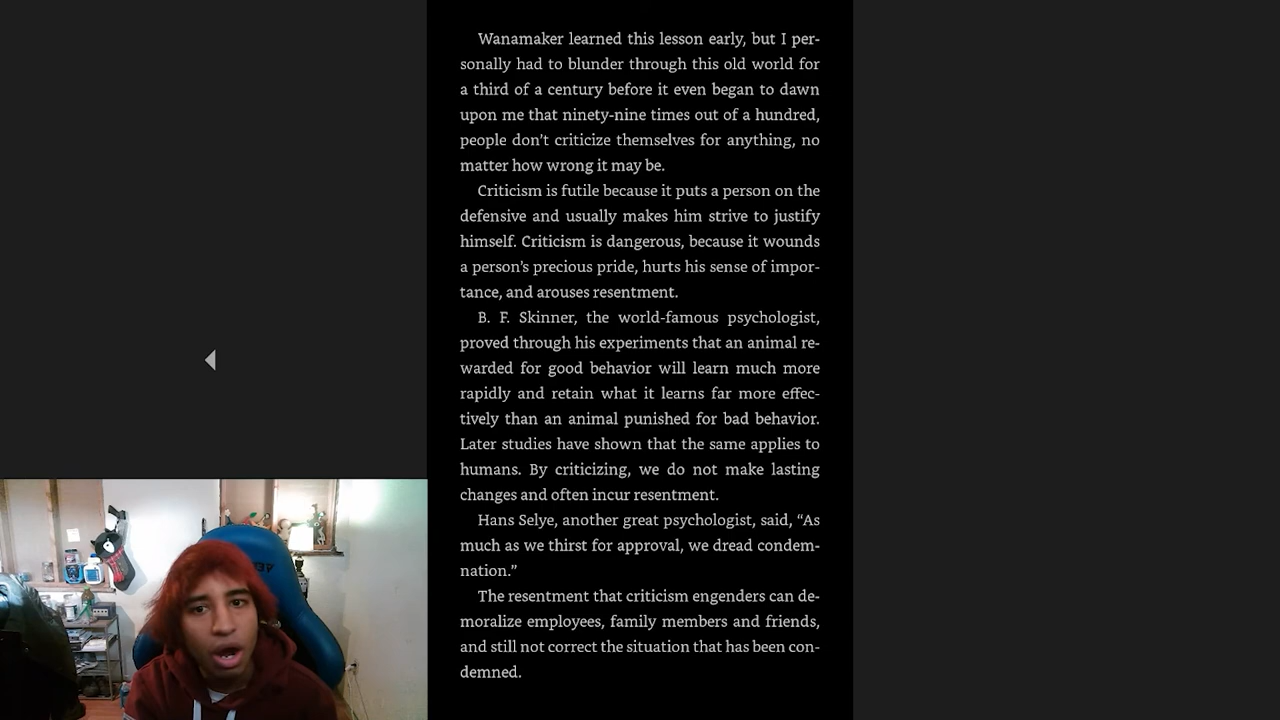 Wanamaker learned this lesson early, but I per-
sonally had to blunder through this old world for
a third of a century before it even began to dawn
upon me that ninety-nine times out of a hundred,
people don’t criticize themselves for anything, no
matter how wrong it may be.
Criticism is futile because it puts a person on the
defensive and usually makes him strive to justify
himself. Criticism is dangerous, because it wounds
a person’s precious pride, hurts his sense of impor-
tance, and arouses resentment.
B. F. Skinner, the world-famous psychologist,
proved through his experiments that an animal re-
warded for good behavior will learn much more
rapidly and retain what it learns far more effec-
tively than an animal punished for bad behavior.
Later studies have shown that the same applies to
humans. By criticizing, we do not make lasting
changes and often incur resentment.
Hans Selye, another great psychologist, said, “As
much as we thirst for approval, we dread condem-
nation.”
The resentment that criticism engenders can de-
moralize employees, family members and friends,
and still not correct the situation that has been con-
demned.